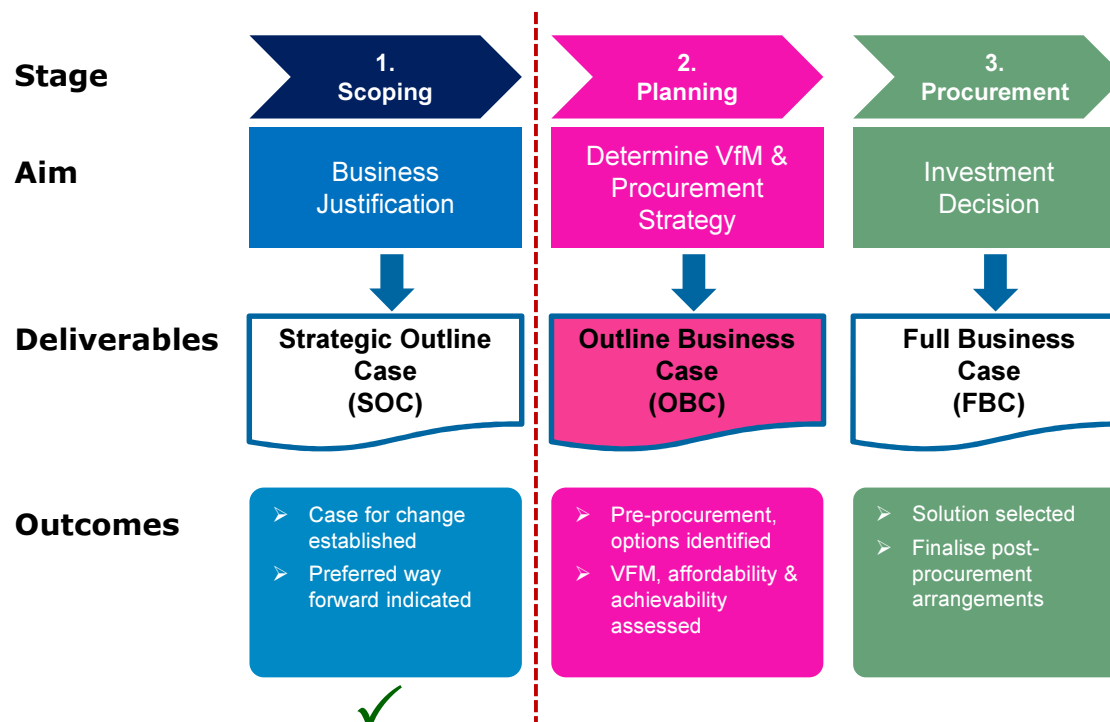 Stage
1.
Scoping
2.
Planning
3.
Procurement
Aim
Business
Justification
Determine VfM &
Procurement
Strategy
Investment
Decision
Deliverables
Strategic Outline
Case
(SOC)
Outline Business
Case
(OBC)
Full Business
Case
(FBC)
Outcomes
➢ Case for change
established
➢ Preferred way
forward indicated
➢ Pre-procurement,
options identified
➢ VFM, affordability &
achievability
assessed
➢ Solution selected
➢ Finalise post-
procurement
arrangements